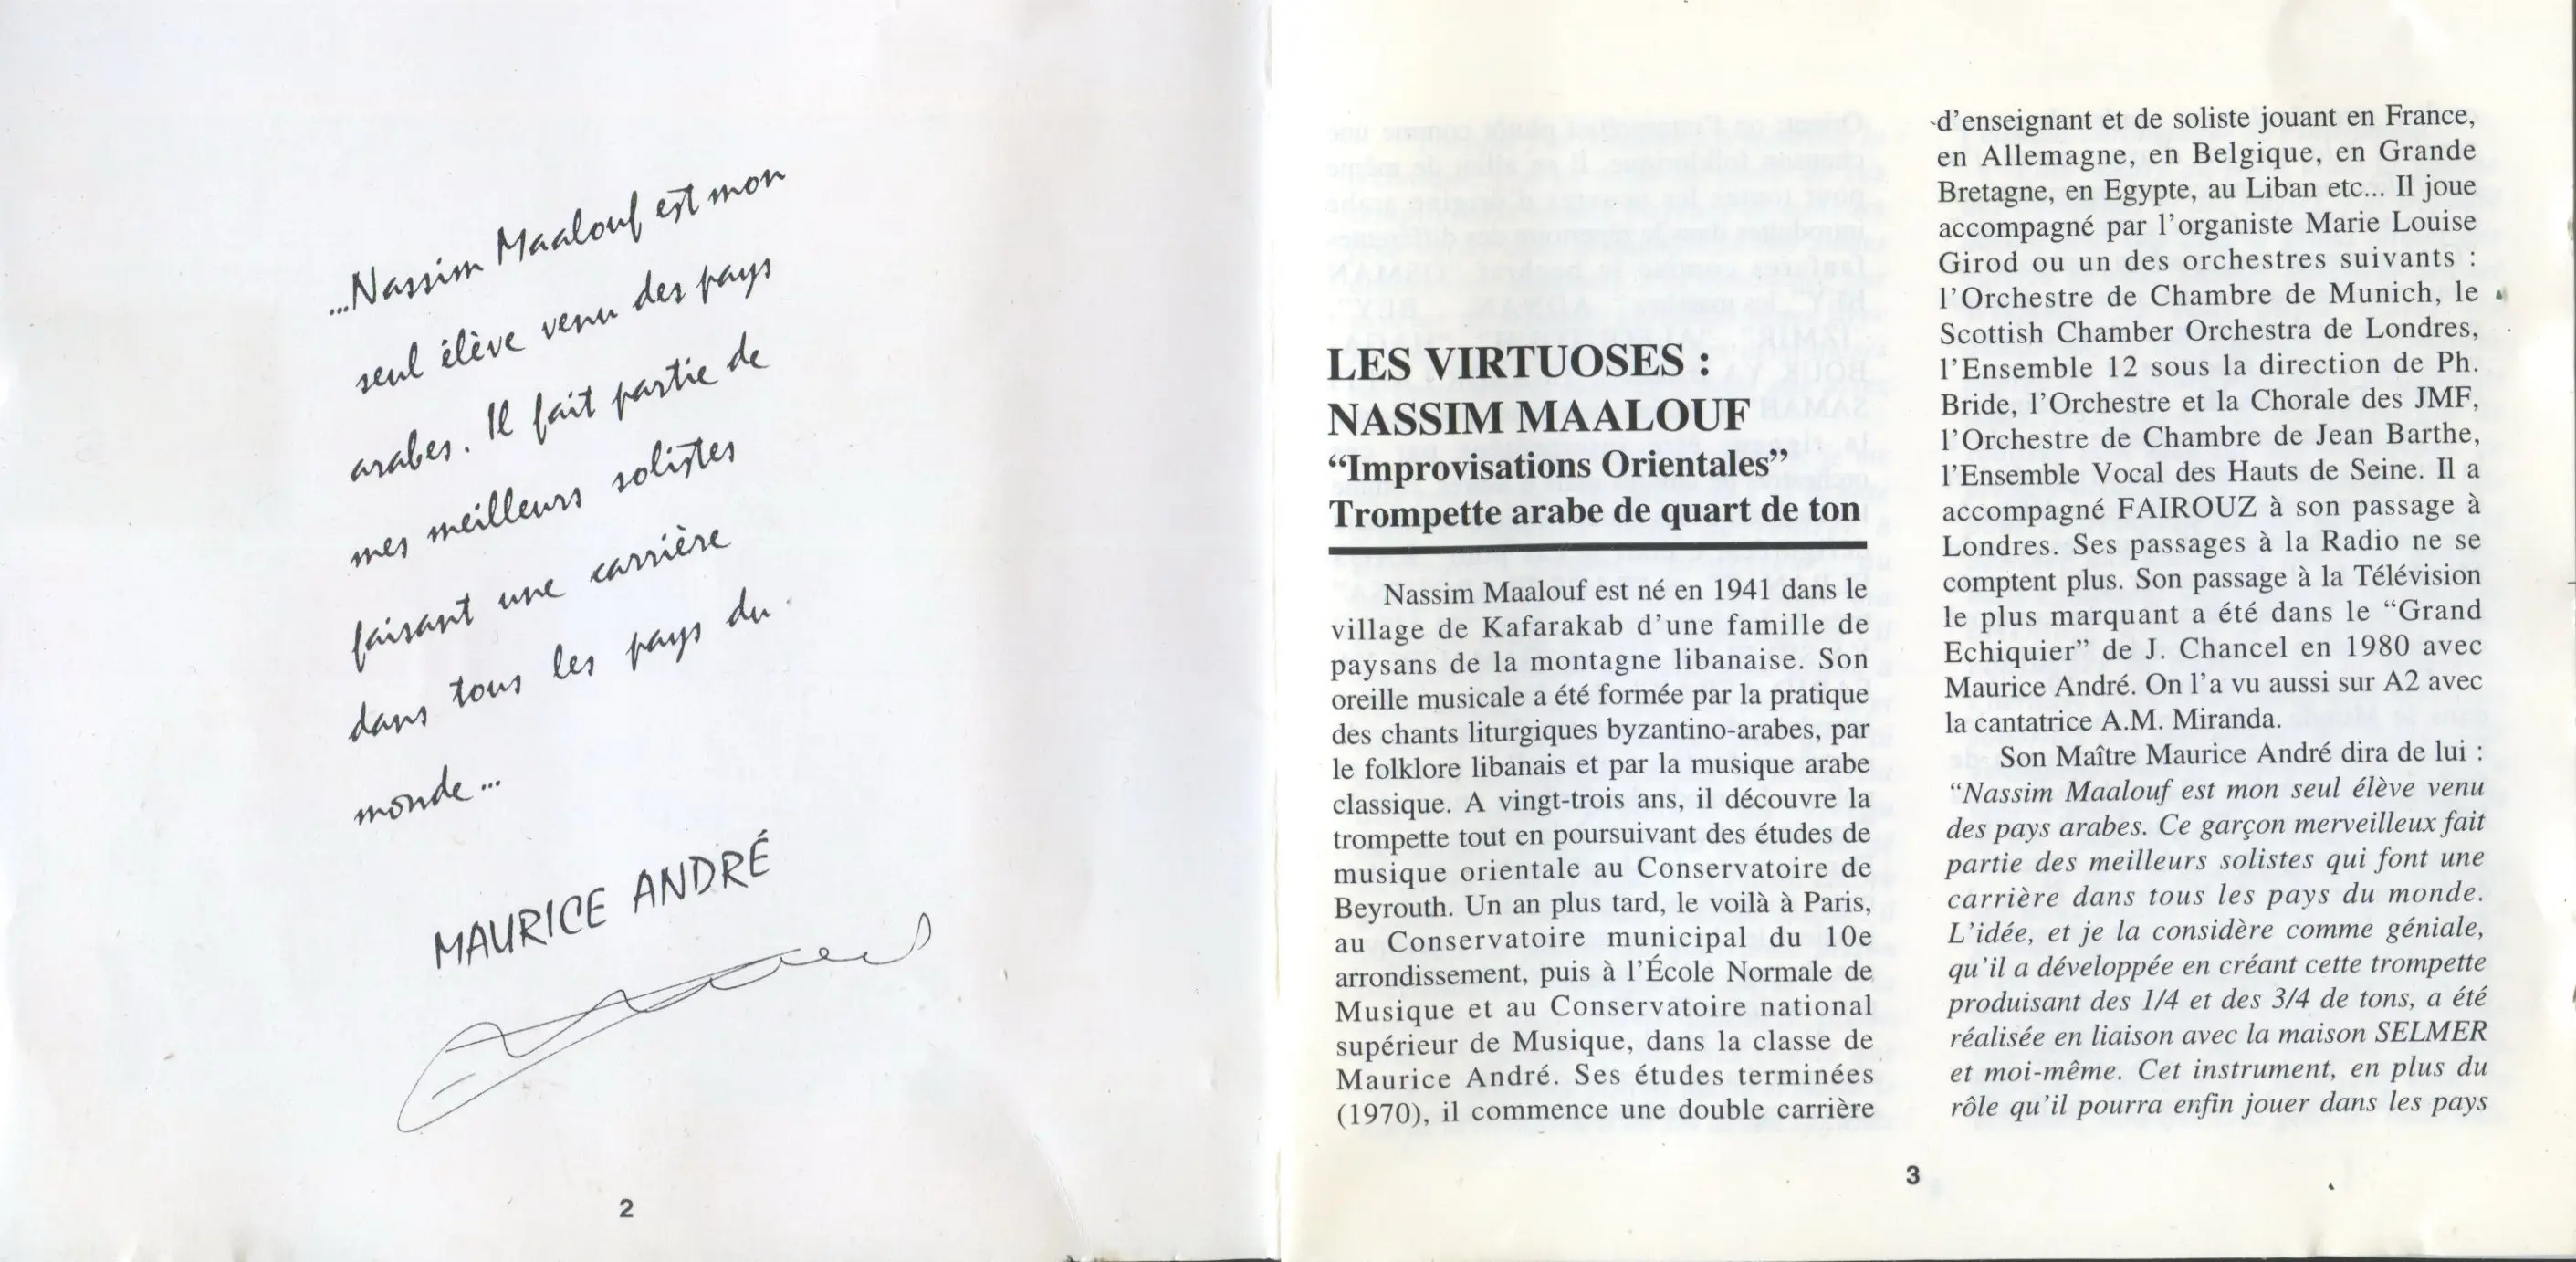 ...Nassim Maalouf est mon
seul élève venu des pays
arabes. Il fait partie de
mes meilleurs solistes
faisant une carrière
dans tous les pays du
monde...
MAURICE ANDRÉ
2
LES VIRTUOSES :
NASSIM MAALOUF
“Improvisations Orientales”
Trompette arabe de quart de ton
Nassim Maalouf est né en 1941 dans le
village de Kafarakab d’une famille de
paysans de la montagne libanaise. Son
oreille musicale a été formée par la pratique
des chants liturgiques byzantino-arabes, par
le folklore libanais et par la musique arabe
classique. A vingt-trois ans, il découvre la
trompette tout en poursuivant des études de
musique orientale au Conservatoire de
Beyrouth. Un an plus tard, le voilà à Paris,
au Conservatoire municipal du 10e
arrondissement, puis à l’École Normale de
Musique et au Conservatoire national
supérieur de Musique, dans la classe de
Maurice André. Ses études terminées
(1970), il commence une double carrière
d’enseignant et de soliste jouant en France,
en Allemagne, en Belgique, en Grande
Bretagne, en Egypte, au Liban etc... Il joue
accompagné par l’organiste Marie Louise
Girod ou un des orchestres suivants :
l’Orchestre de Chambre de Munich, le
Scottish Chamber Orchestra de Londres,
l’Ensemble 12 sous la direction de Ph.
Bride, l’Orchestre et la Chorale des JMF,
l’Orchestre de Chambre de Jean Barthe,
l’Ensemble Vocal des Hauts de Seine. Il a
accompagné FAIROUZ à son passage à
Londres. Ses passages à la Radio ne se
comptent plus. Son passage à la Télévision
le plus marquant a été dans le “Grand
Echiquier” de J. Chancel en 1980 avec
Maurice André. On l’a vu aussi sur A2 avec
la cantatrice A.M. Miranda.
Son Maître Maurice André dira de lui :
“Nassim Maalouf est mon seul élève venu
des pays arabes. Ce garçon merveilleux fait
partie des meilleurs solistes qui font une
carrière dans tous les pays du monde.
L’idée, et je la considère comme géniale,
qu’il a développée en créant cette trompette
produisant des 1/4 et des 3/4 de tons, a été
réalisée en liaison avec la maison SELMER
et moi-même. Cet instrument, en plus du
rôle qu’il pourra enfin jouer dans les pays
3